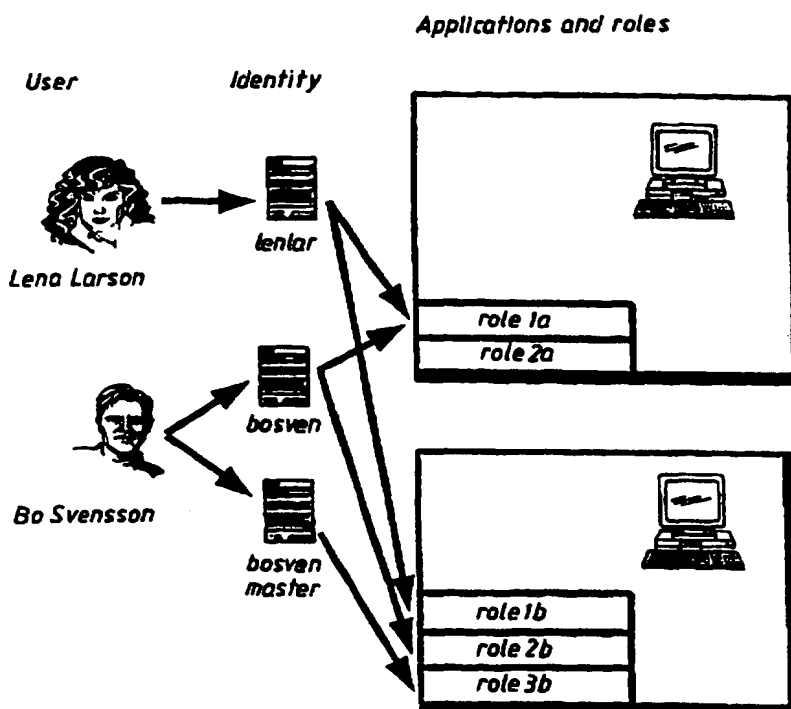 Applications and roles
User
Identity
lenlar
Lena Larson
role 1a
role 2a
bosven
Bo Svensson
bosven
master
role 1b
role 2b
role 3b